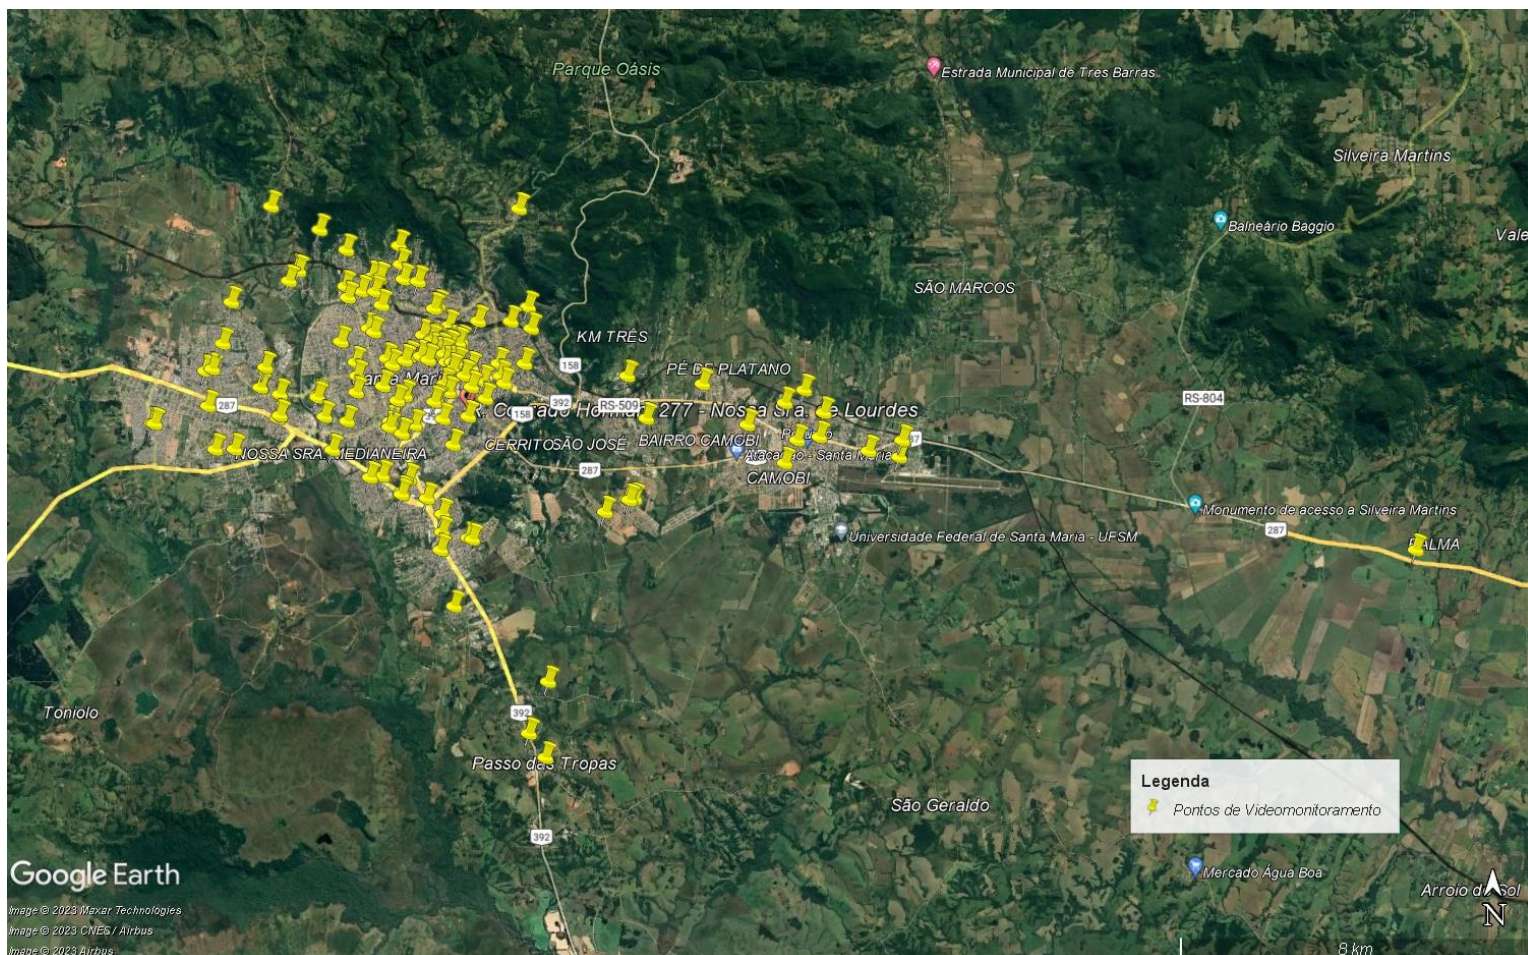 Parque Oásis
Estrada Municipal de Tres Barras
Silveira Martins
Balneário Baggio
Vale
SÃO MARCOS
KM TRÊS
158
PÉ DE PLATANO
287
392
RS-509
RS-804
158
277 - Nossa Sra. de Lourdes
CERRITO
SÃO JOSÉ
BAIRRO CAMOBI
NOSSA SRA. MEDIANEIRA
Atacadão - Santa Maria
287
CAMOBI
Monumento de acesso a Silveira Martins
287
Universidade Federal de Santa Maria - UFSM
PALMA
Toniolo
392
Passo das Tropas
Legenda
Pontos de Videomonitoramento
São Geraldo
392
Google Earth
Mercado Água Boa
Arroio do Sol
N
Image © 2023 Maxar Technologies
Image © 2023 CNES / Airbus
Image © 2023 Airbus
8 km